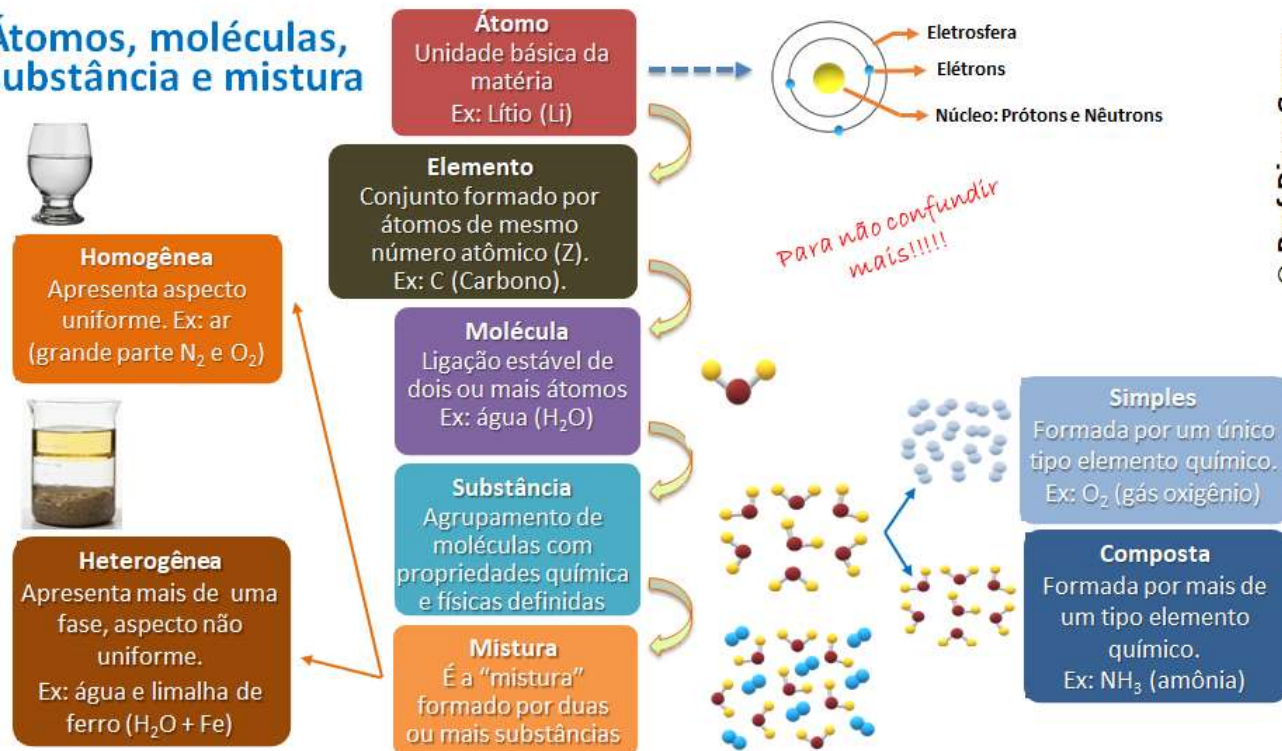 Átomos, moléculas,
substância e mistura
Átomo
Unidade básica da
matéria
Ex: Lítio (Li)
Eletrosfera
Elétrons
Núcleo: Prótons e Nêutrons
Elemento
Conjunto formado por
átomos de mesmo
número atômico (Z).
Ex: C (Carbono).
Para não confundir
mais!!!!!
Homogênea
Apresenta aspecto
uniforme. Ex: ar
(grande parte N₂ e O₂)
Molécula
Ligação estável de
dois ou mais átomos
Ex: água (H₂O)
Simples
Formada por um único
tipo elemento químico.
Ex: O₂ (gás oxigênio)
Substância
Agrupamento de
moléculas com
propriedades química
e físicas definidas
Composta
Formada por mais de
um tipo elemento
químico.
Ex: NH₃ (amônia)
Heterogênea
Apresenta mais de uma
fase, aspecto não
uniforme.
Ex: água e limalha de
ferro (H₂O + Fe)
Mistura
É a “mistura”
formado por duas
ou mais substâncias